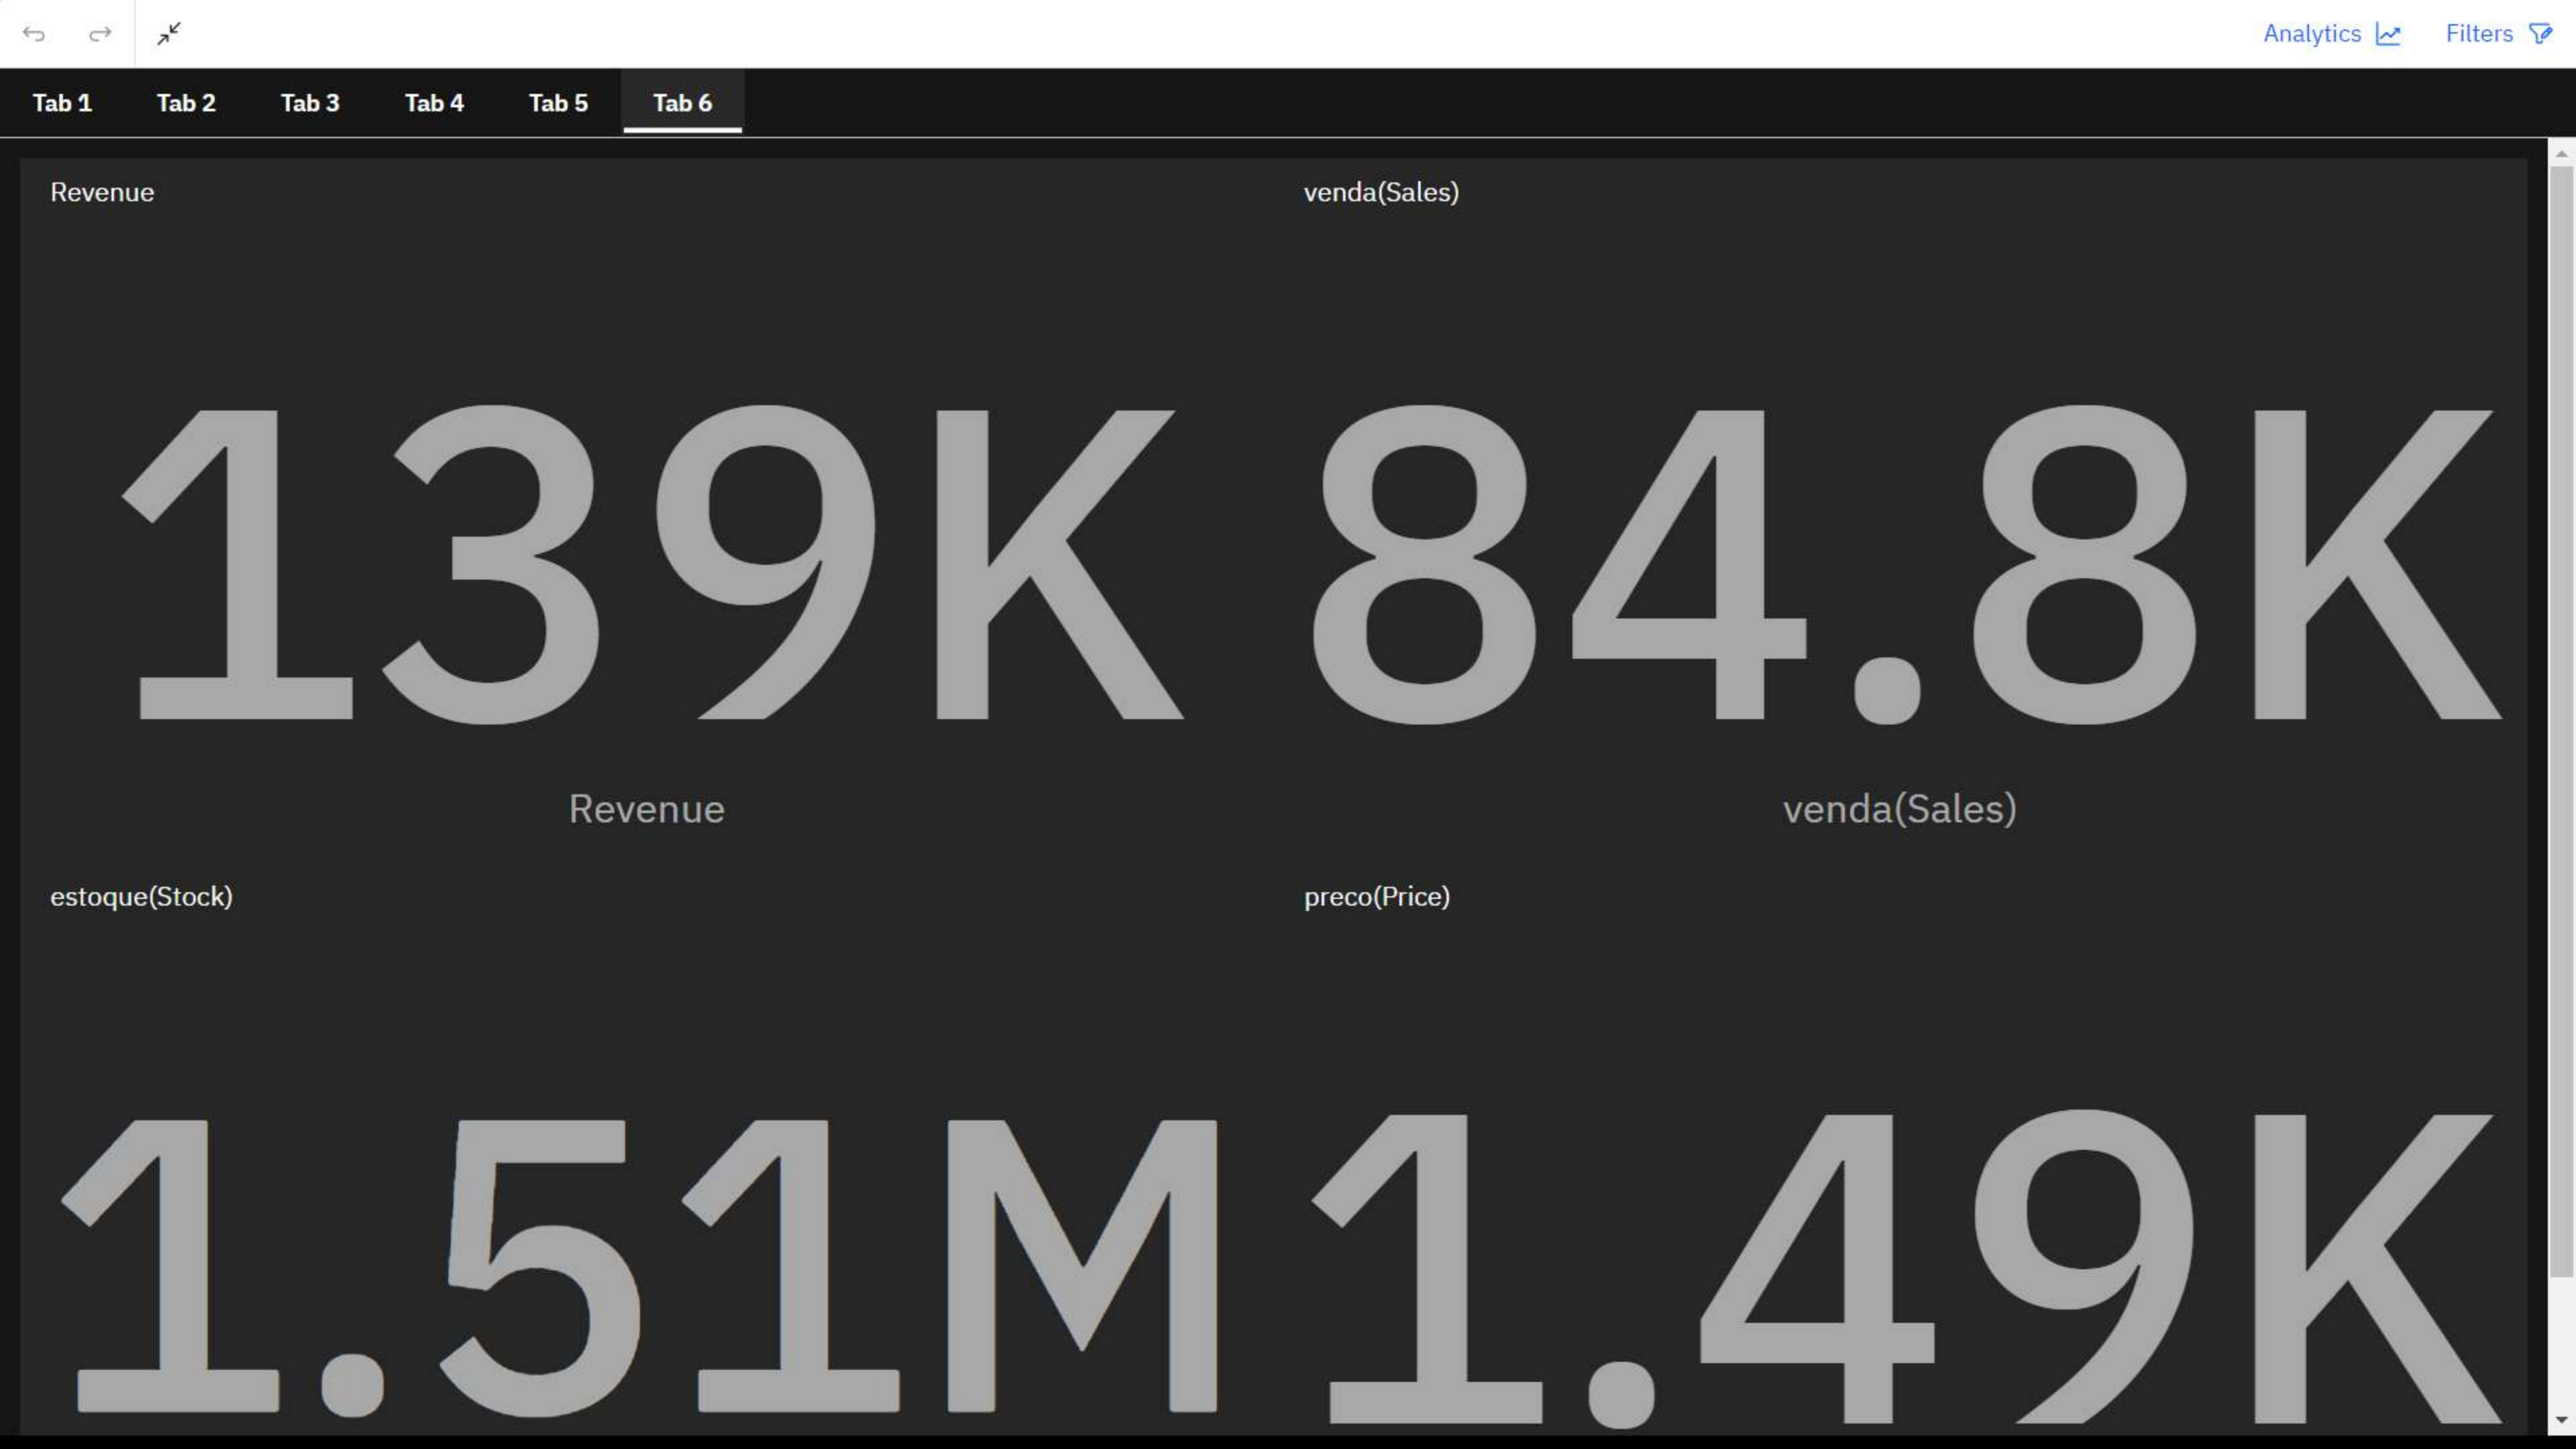 Analytics Filters
Tab 1 Tab 2 Tab 3 Tab 4 Tab 5 Tab 6
Revenue
139K
Revenue
venda(Sales)
84.8K
venda(Sales)
estoque(Stock)
1.51M
preco(Price)
1.49K